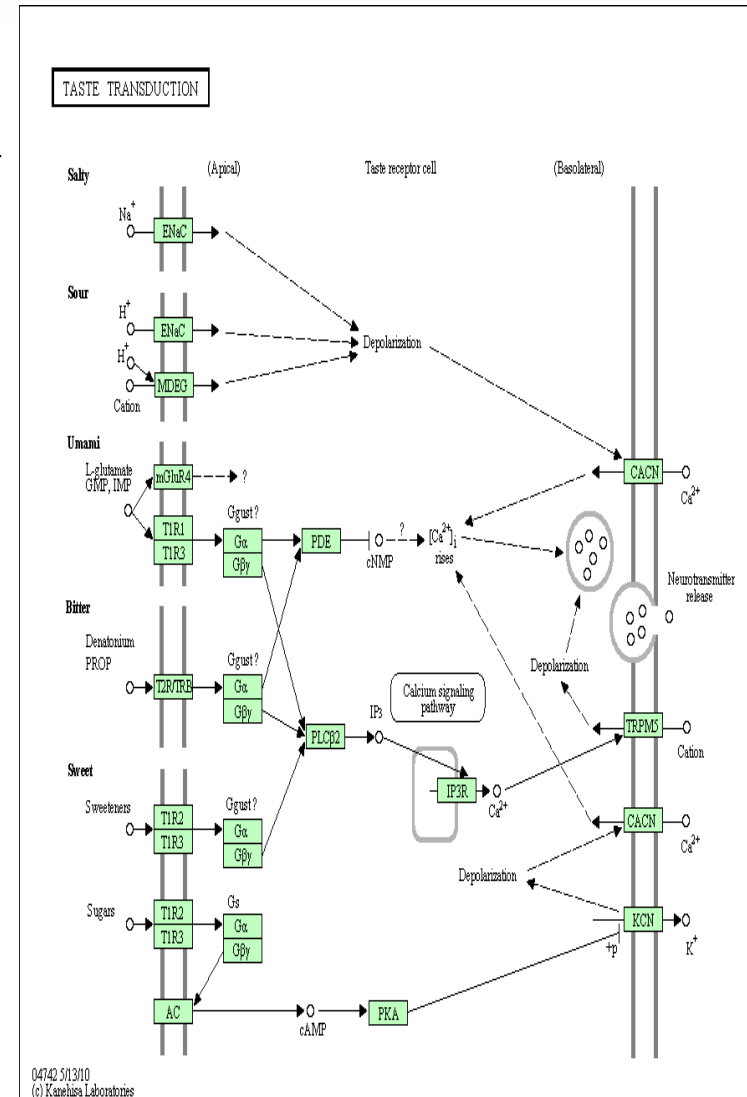 TASTE TRANSDUCTION
(Apical)
Taste receptor cell
(Basolateral)
Salty
Na+
ENaC
Sour
H+
ENaC
Depolarization
H+
MDEG
Cation
Umami
L-glutamate
GMP, IMP
mGluR4
?
CACN
Ca2+
T1R1
T1R3
Ggust?
Gα
Gβγ
PDE
cNMP
?
[Ca2+]i
rises
Neurotransmitter
release
Bitter
Denatonium
PROP
T2R/TRB
Ggust?
Gα
Gβγ
Depolarization
Calcium signaling
pathway
PLCβ2
IP3
TRPM5
Cation
IP3R
Ca2+
Sweet
Sweeteners
T1R2
T1R3
Ggust?
Gα
Gβγ
CACN
Ca2+
Depolarization
Sugars
T1R2
T1R3
Gs
Gα
Gβγ
KCN
+p
K+
AC
cAMP
PKA
04742 5/13/10
(c) Kanehisa Laboratories